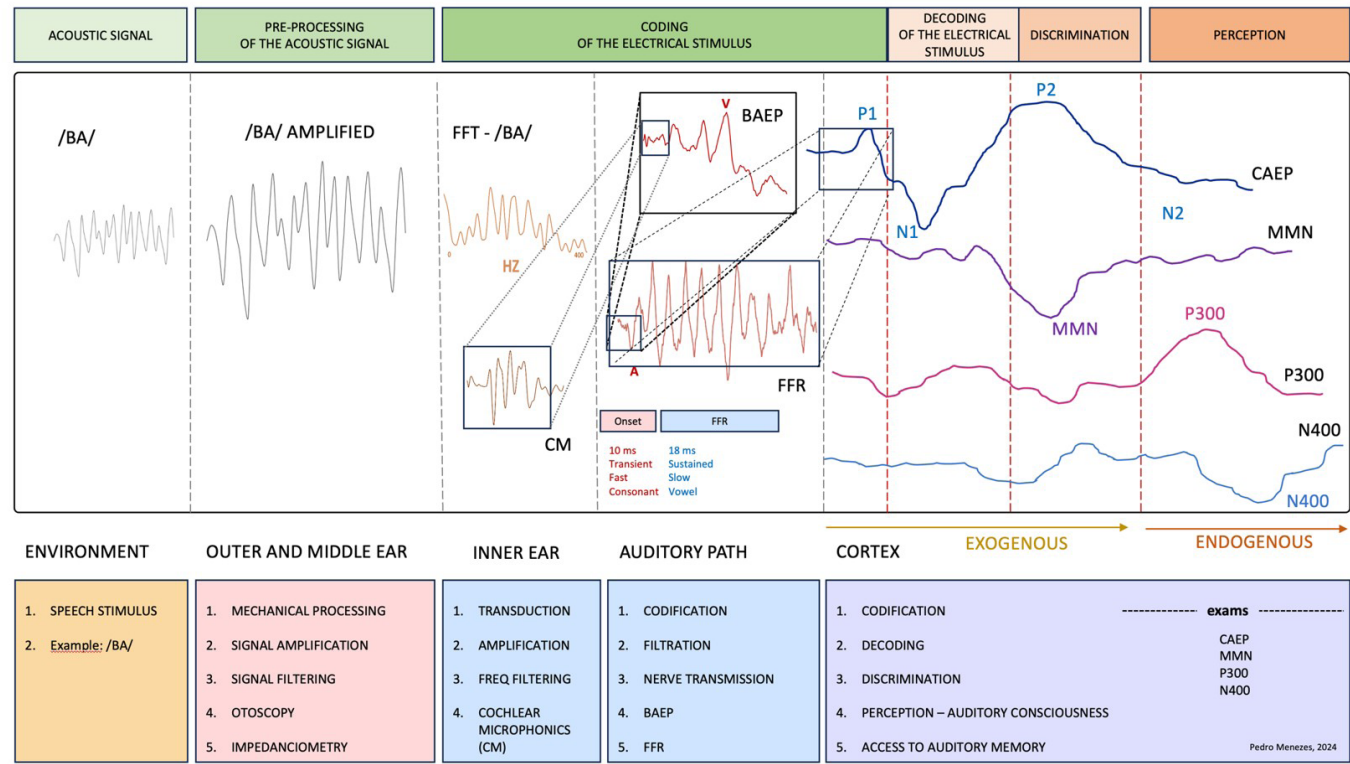 ACOUSTIC SIGNAL
PRE-PROCESSING
OF THE ACOUSTIC SIGNAL
CODING
OF THE ELECTRICAL STIMULUS
DECODING
OF THE ELECTRICAL
STIMULUS
DISCRIMINATION
PERCEPTION
/BA/
/BA/ AMPLIFIED
FFT - /BA/
0
400
HZ
CM
V
BAEP
A
FFR
Onset
FFR
10 ms
Transient
Fast
Consonant
18 ms
Sustained
Slow
Vowel
P1
N1
P2
N2
CAEP
MMN
MMN
P300
P300
N400
N400
EXOGENOUS
ENDOGENOUS
ENVIRONMENT
1. SPEECH STIMULUS
2. Example: /BA/
OUTER AND MIDDLE EAR
1. MECHANICAL PROCESSING
2. SIGNAL AMPLIFICATION
3. SIGNAL FILTERING
4. OTOSCOPY
5. IMPEDANCIOMETRY
INNER EAR
1. TRANSDUCTION
2. AMPLIFICATION
3. FREQ FILTERING
4. COCHLEAR
MICROPHONICS
(CM)
AUDITORY PATH
1. CODIFICATION
2. FILTRATION
3. NERVE TRANSMISSION
4. BAEP
5. FFR
CORTEX
1. CODIFICATION
2. DECODING
3. DISCRIMINATION
4. PERCEPTION – AUDITORY CONSCIOUSNESS
5. ACCESS TO AUDITORY MEMORY
exams
CAEP
MMN
P300
N400
Pedro Menezes, 2024